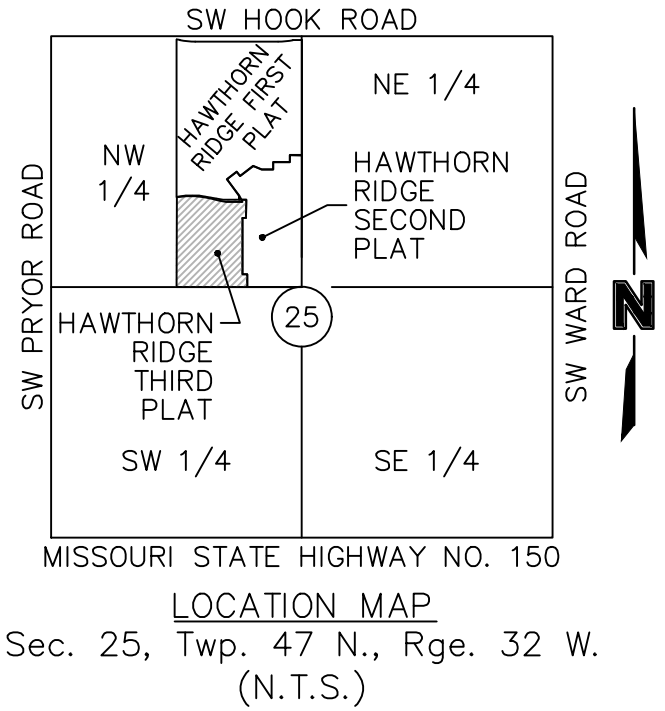 SW HOOK ROAD
HAWTHORN
RIDGE FIRST
PLAT
NE 1/4
NW
1/4
HAWTHORN
RIDGE
SECOND
PLAT
SW PRYOR ROAD
SW WARD ROAD
N
25
HAWTHORN
RIDGE
THIRD
PLAT
SW 1/4
SE 1/4
MISSOURI STATE HIGHWAY NO. 150
LOCATION MAP
Sec. 25, Twp. 47 N., Rge. 32 W.
(N.T.S.)